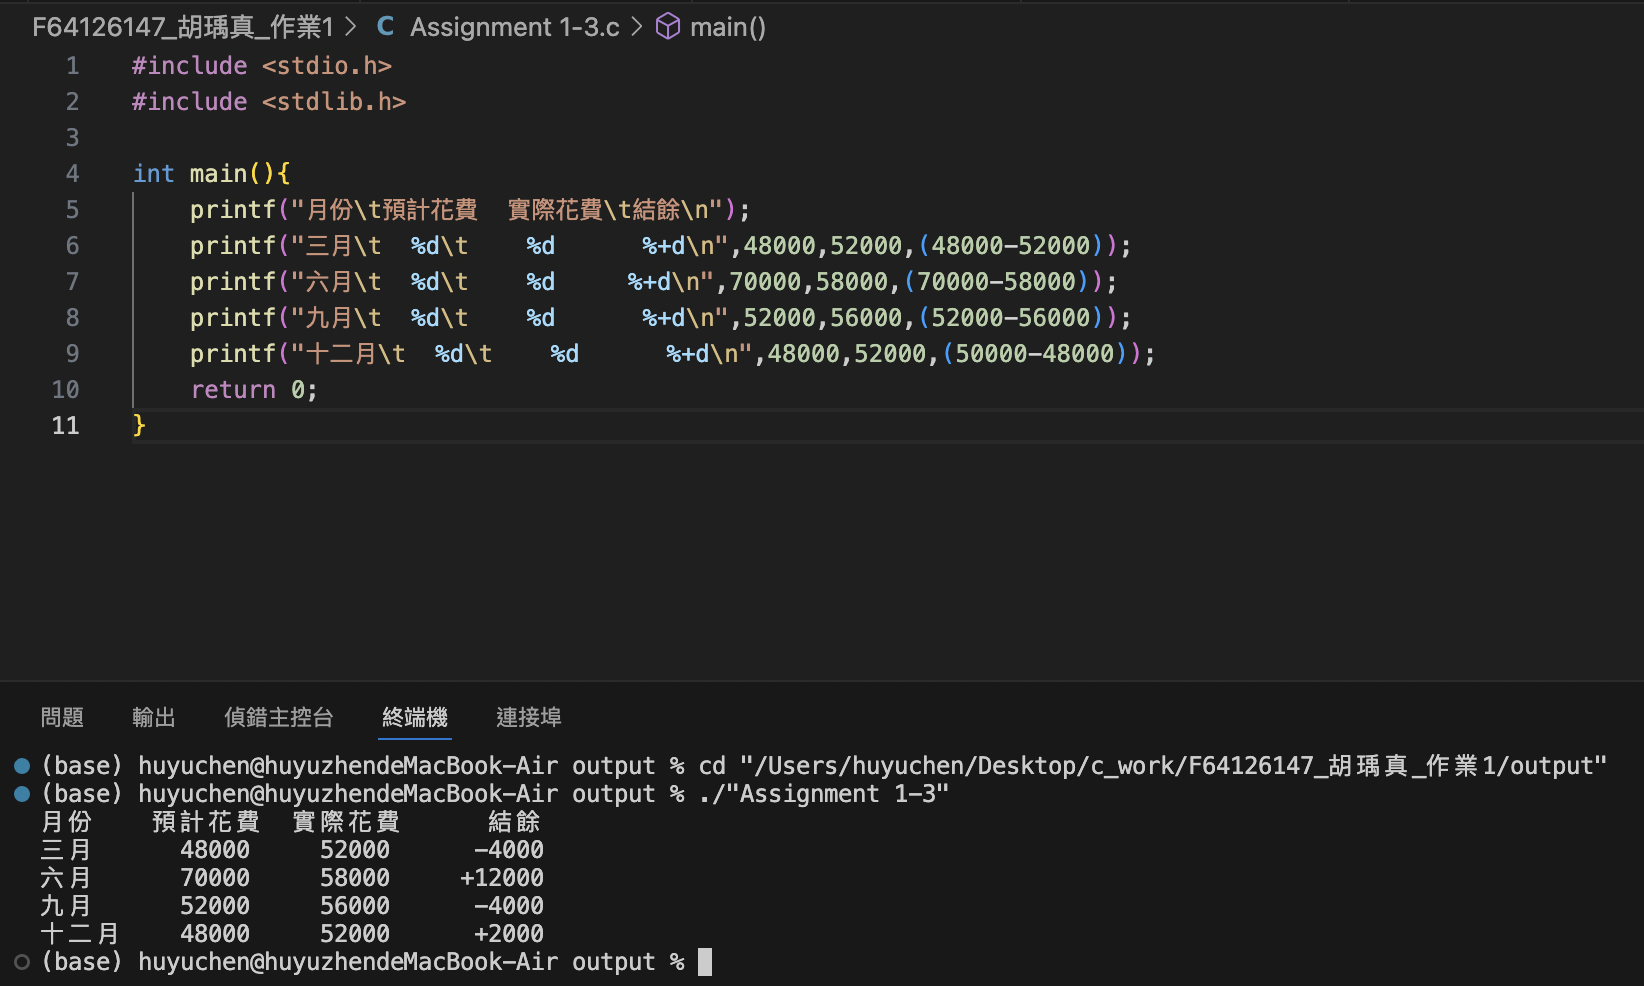 F64126147_胡瑀真_作業1 > C Assignment 1-3.c > main()
1 #include <stdio.h>
2 #include <stdlib.h>
3
4 int main(){
5     printf("月份\t預計花費  實際花費\t結餘\n");
6     printf("三月\t  %d\t    %d      %+d\n",48000,52000,(48000-52000));
7     printf("六月\t  %d\t    %d     %+d\n",70000,58000,(70000-58000));
8     printf("九月\t  %d\t    %d      %+d\n",52000,56000,(52000-56000));
9     printf("十二月\t  %d\t    %d      %+d\n",48000,52000,(50000-48000));
10     return 0;
11 }
問題 輸出 偵錯主控台 終端機 連接埠
(base) huyuchen@huyuzhendeMacBook-Air output % cd "/Users/huyuchen/Desktop/c_work/F64126147_胡瑀真_作業1/output"
(base) huyuchen@huyuzhendeMacBook-Air output % ./"Assignment 1-3"
月份    預計花費  實際花費      結餘
三月      48000     52000      -4000
六月      70000     58000     +12000
九月      52000     56000      -4000
十二月    48000     52000      +2000
(base) huyuchen@huyuzhendeMacBook-Air output %